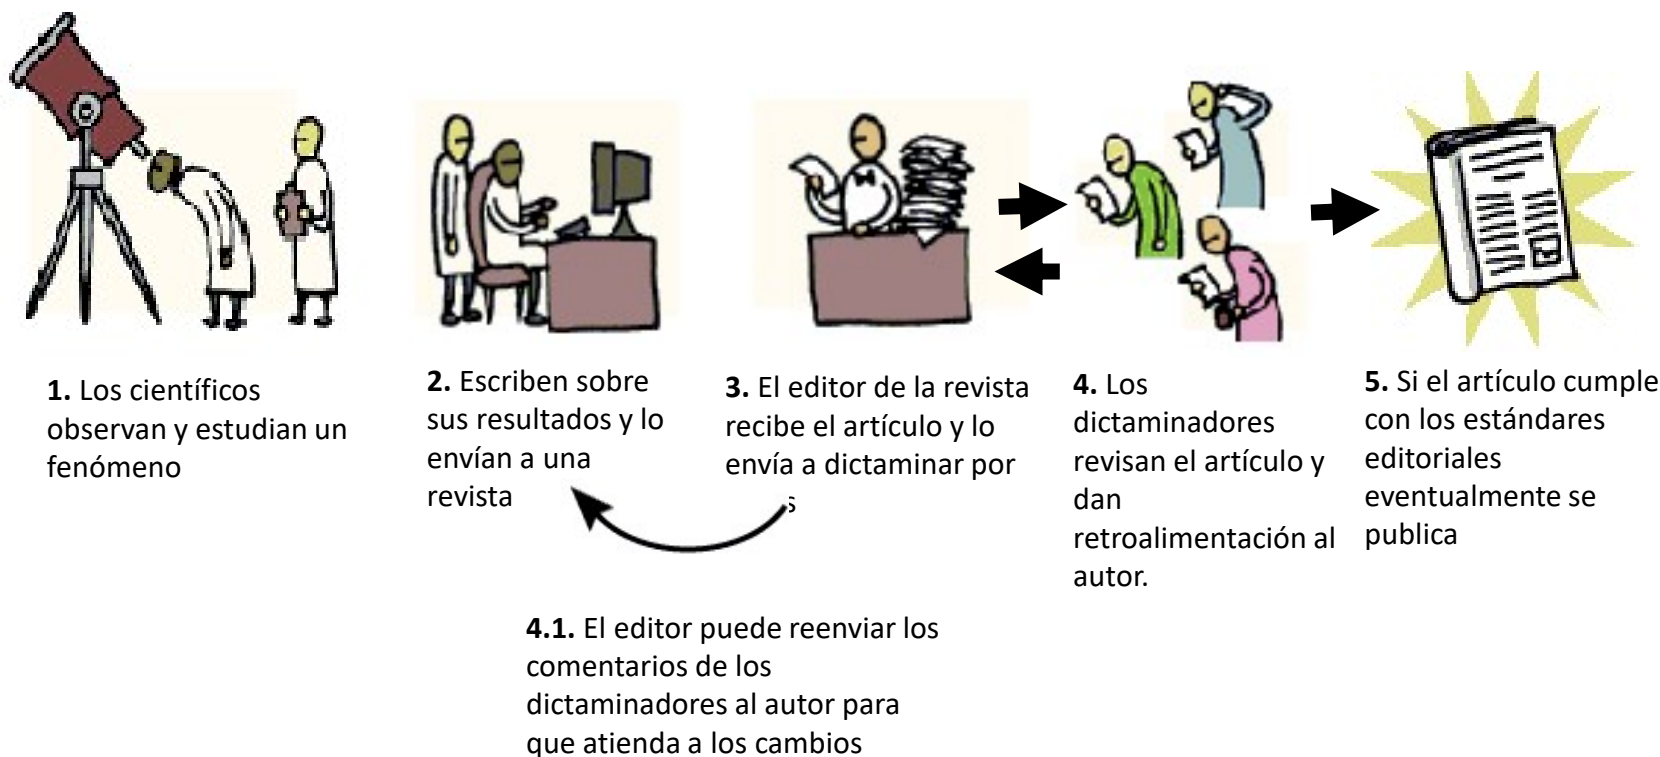 1. Los científicos
observan y estudian un
fenómeno
2. Escriben sobre
sus resultados y lo
envían a una
revista
3. El editor de la revista
recibe el artículo y lo
envía a dictaminar por
s
4. Los
dictaminadores
revisan el artículo y
dan
retroalimentación al
autor.
5. Si el artículo cumple
con los estándares
editoriales
eventualmente se
publica
4.1. El editor puede reenviar los
comentarios de los
dictaminadores al autor para
que atienda a los cambios